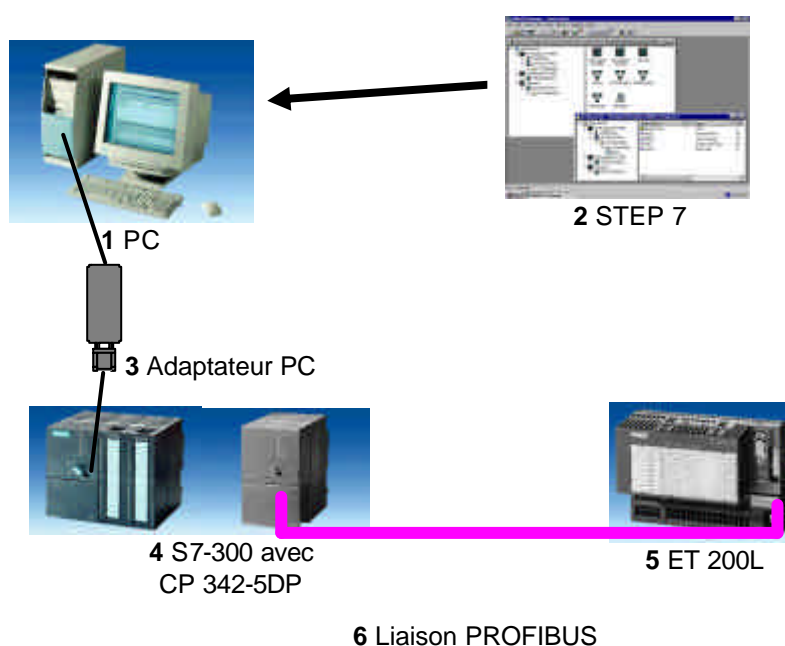 2 STEP 7
1 PC
3 Adaptateur PC
4 S7-300 avec
CP 342-5DP
5 ET 200L
6 Liaison PROFIBUS